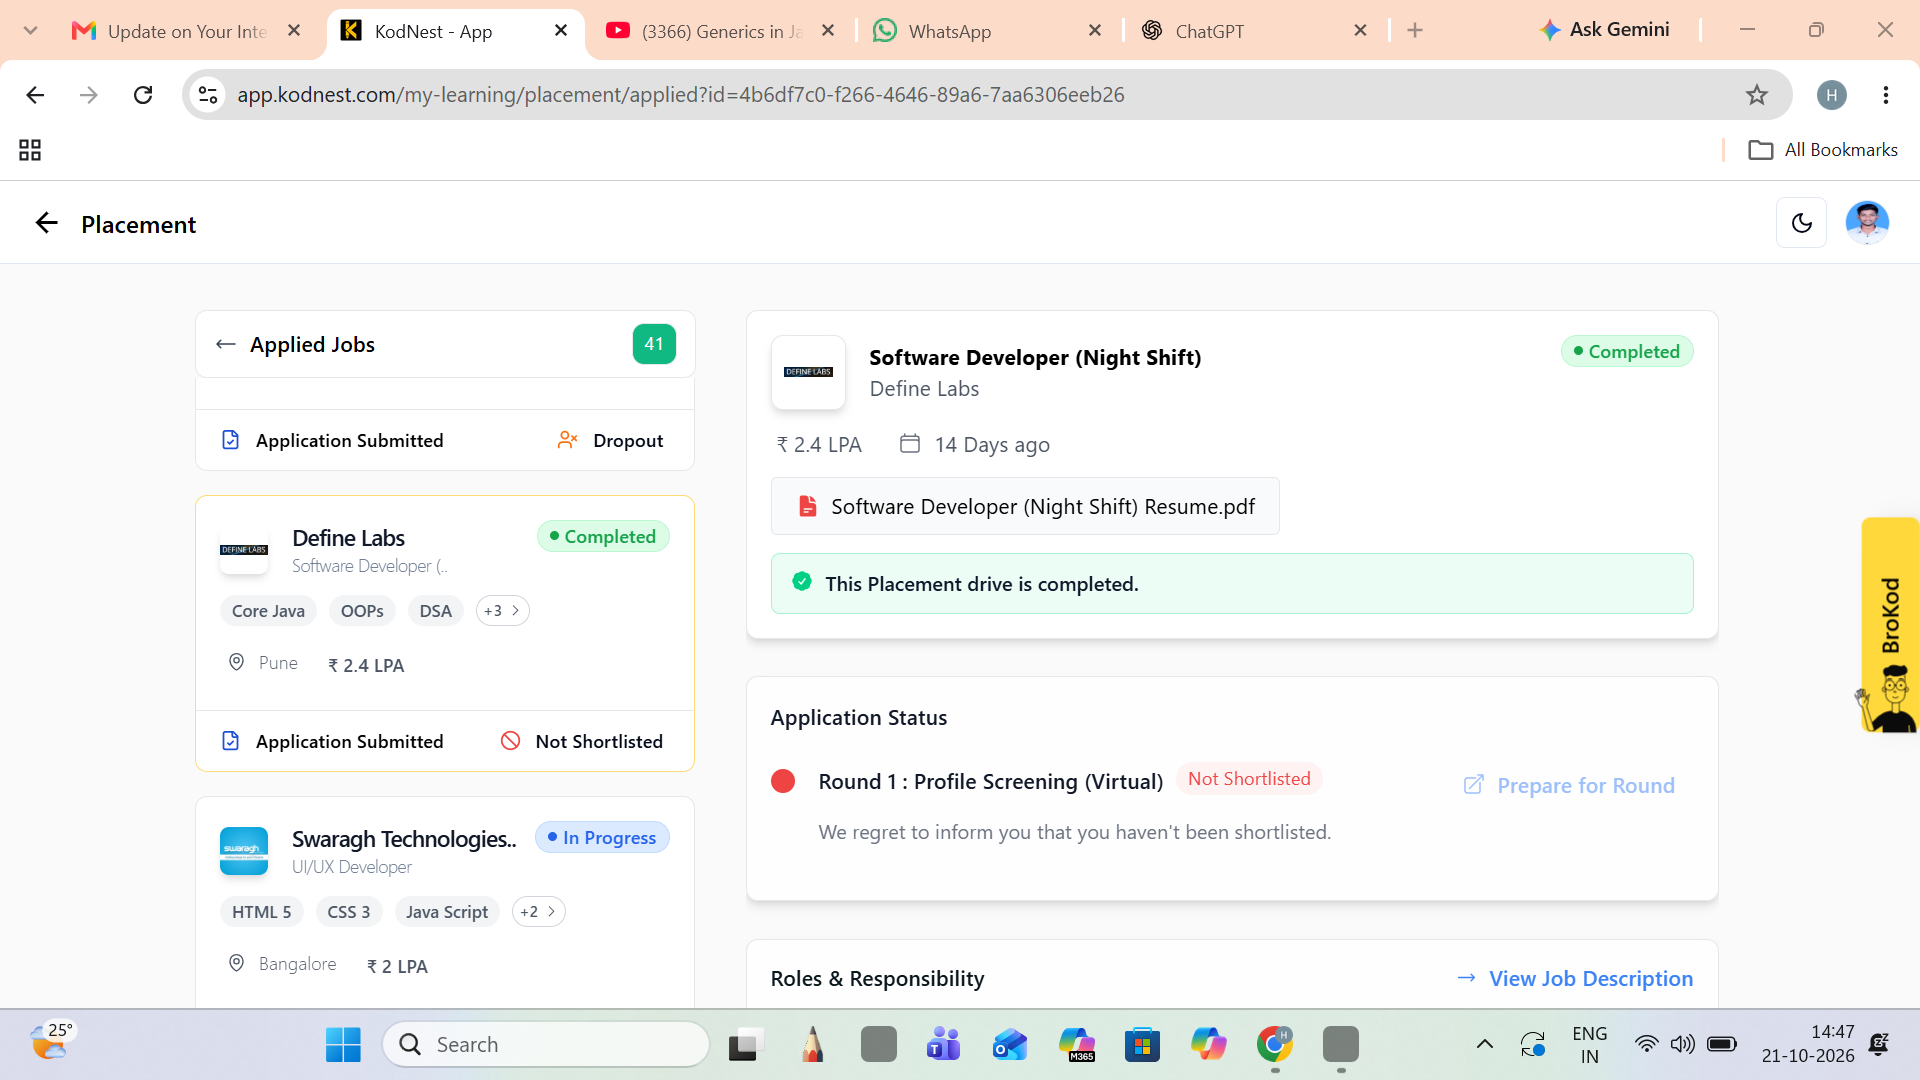 Update on Your Inte
KodNest - App
(3366) Generics in Ja
WhatsApp
ChatGPT
Ask Gemini
app.kodnest.com/my-learning/placement/applied?id=4b6df7c0-f266-4646-89a6-7aa6306eeb26
H
All Bookmarks
Placement
Applied Jobs
41
Application Submitted
Dropout
DEFINE LABS
Define Labs
Completed
Software Developer (..
Core Java
OOPs
DSA
+3
Pune
₹ 2.4 LPA
Application Submitted
Not Shortlisted
swaragh
Swaragh Technologies..
In Progress
UI/UX Developer
HTML 5
CSS 3
Java Script
+2
Bangalore
₹ 2 LPA
DEFINE LABS
Software Developer (Night Shift)
Completed
Define Labs
₹ 2.4 LPA
14 Days ago
Software Developer (Night Shift) Resume.pdf
This Placement drive is completed.
Application Status
Round 1 : Profile Screening (Virtual)
Not Shortlisted
Prepare for Round
We regret to inform you that you haven't been shortlisted.
Roles & Responsibility
View Job Description
BroKod
25°
Search
T
M365
H
ENG
IN
14:47
21-10-2026